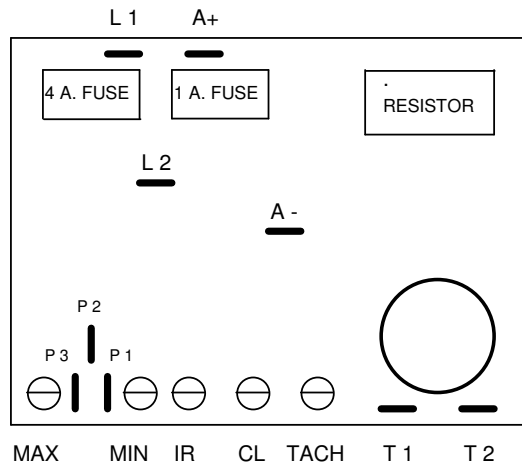 L 1 A+
4 A. FUSE 1 A. FUSE
RESISTOR
L 2
A -
P 2
P 3 P 1
MAX MIN IR CL TACH T 1 T 2